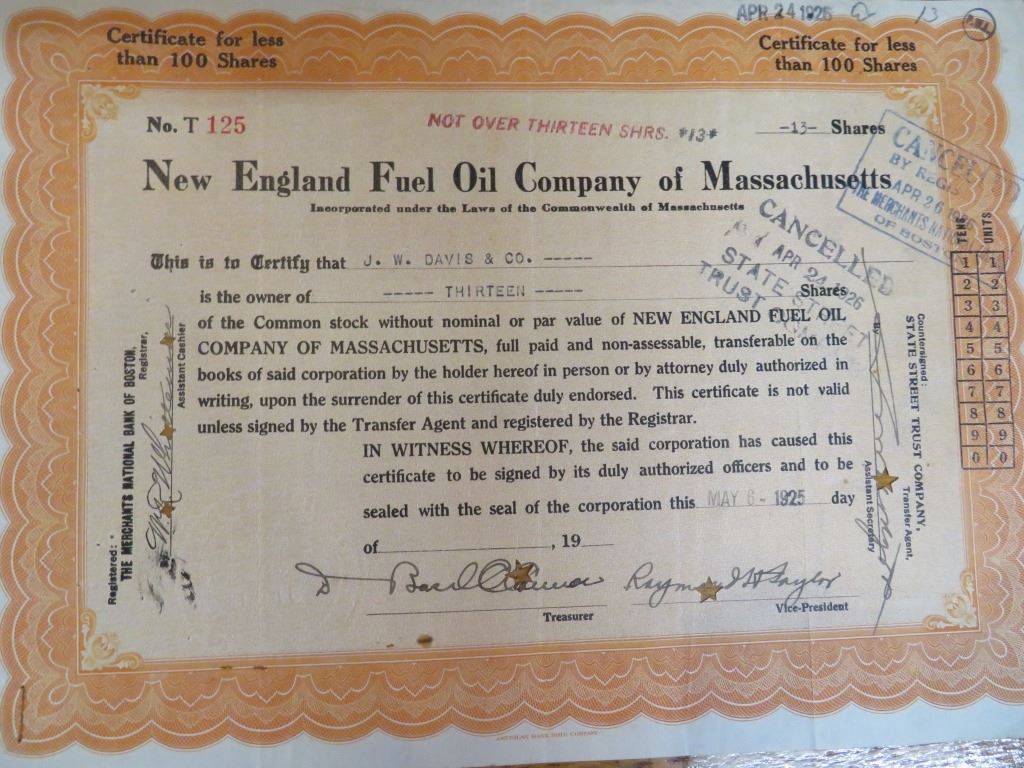 APR 24 1926 13
Certificate for less
than 100 Shares
Certificate for less
than 100 Shares
No. T 125
NOT OVER THIRTEEN SHRS. *13*
-13- Shares
New England Fuel Oil Company of Massachusetts
Incorporated under the Laws of the Commonwealth of Massachusetts
CANCELLED
BY REGIS
APR 26 1926
THE MERCHANTS NAT
OF BOST
CANCELLED
APR 24 1926
STATE STREET
TRUST
This is to Certify that J. W. DAVIS & CO. -----
is the owner of ----- THIRTEEN ----- Shares
of the Common stock without nominal or par value of NEW ENGLAND FUEL OIL
COMPANY OF MASSACHUSETTS, full paid and non-assessable, transferable on the
books of said corporation by the holder hereof in person or by attorney duly authorized in
writing, upon the surrender of this certificate duly endorsed. This certificate is not valid
unless signed by the Transfer Agent and registered by the Registrar.
IN WITNESS WHEREOF, the said corporation has caused this
certificate to be signed by its duly authorized officers and to be
sealed with the seal of the corporation this MAY 6 - 1925 day
of , 19
Raymond H Taylor
Treasurer
Vice-President
Registered:
THE MERCHANTS NATIONAL BANK OF BOSTON,
Registrar,
Assistant Cashier
Countersigned:
STATE STREET TRUST COMPANY,
Transfer Agent,
By
Assistant Secretary
TENS UNITS
1 1
2 2
3 3
4 4
5 5
6 6
7 7
8 8
9 9
0 0
AMERICAN BANK NOTE COMPANY